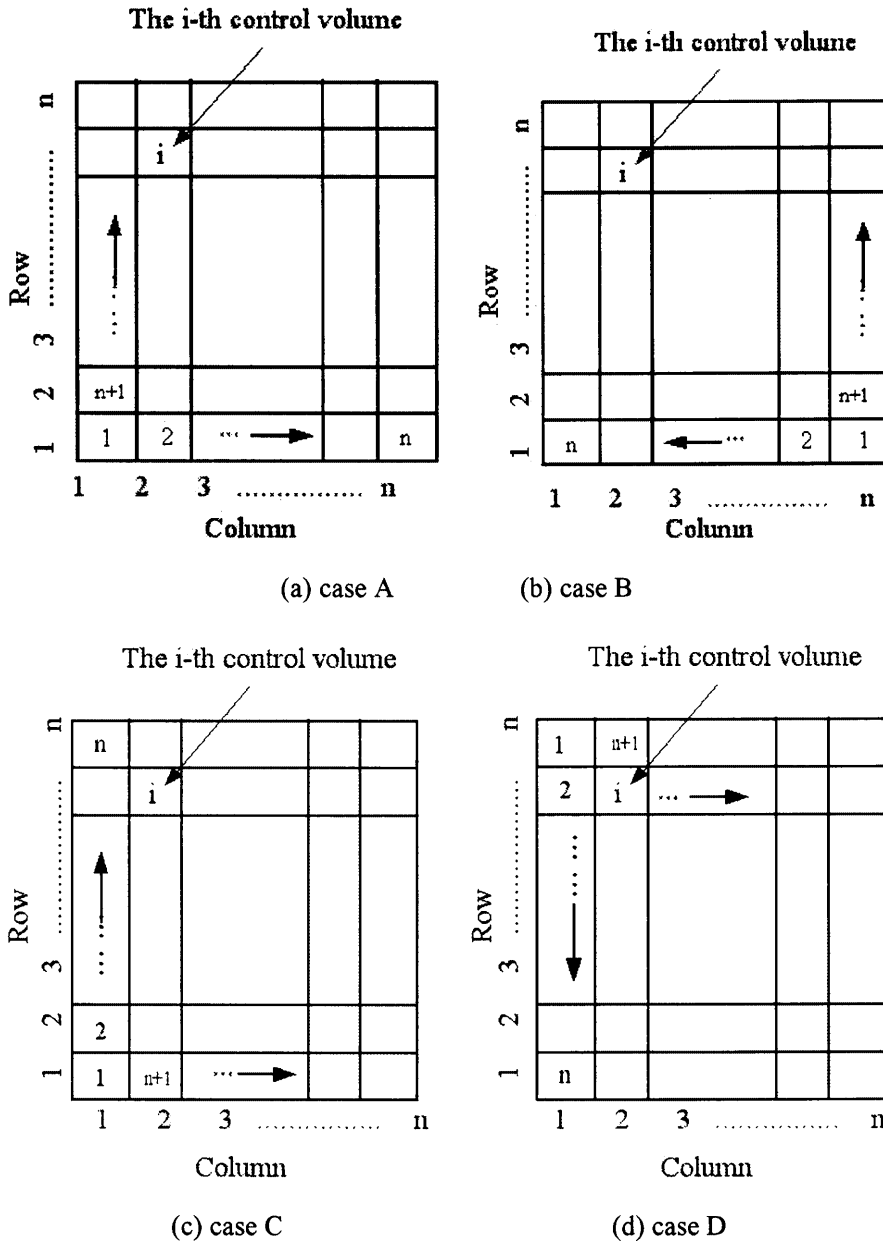 The i-th control volume
n
i
Row
3
2
1
n+1
1 2 ... n
1 2 3 .................. n
Column
(a) case A
The i-th control volume
n
i
Row
3
2
1
n+1
n ... 2 1
1 2 3 .................. n
Column
(b) case B
The i-th control volume
n
n
i
Row
3
2
1
2
1 n+1 ...
1 2 3 .................. n
Column
(c) case C
The i-th control volume
n
1 n+1
2 i ...
Row
3
2
1
n
1 2 3 .................. n
Column
(d) case D